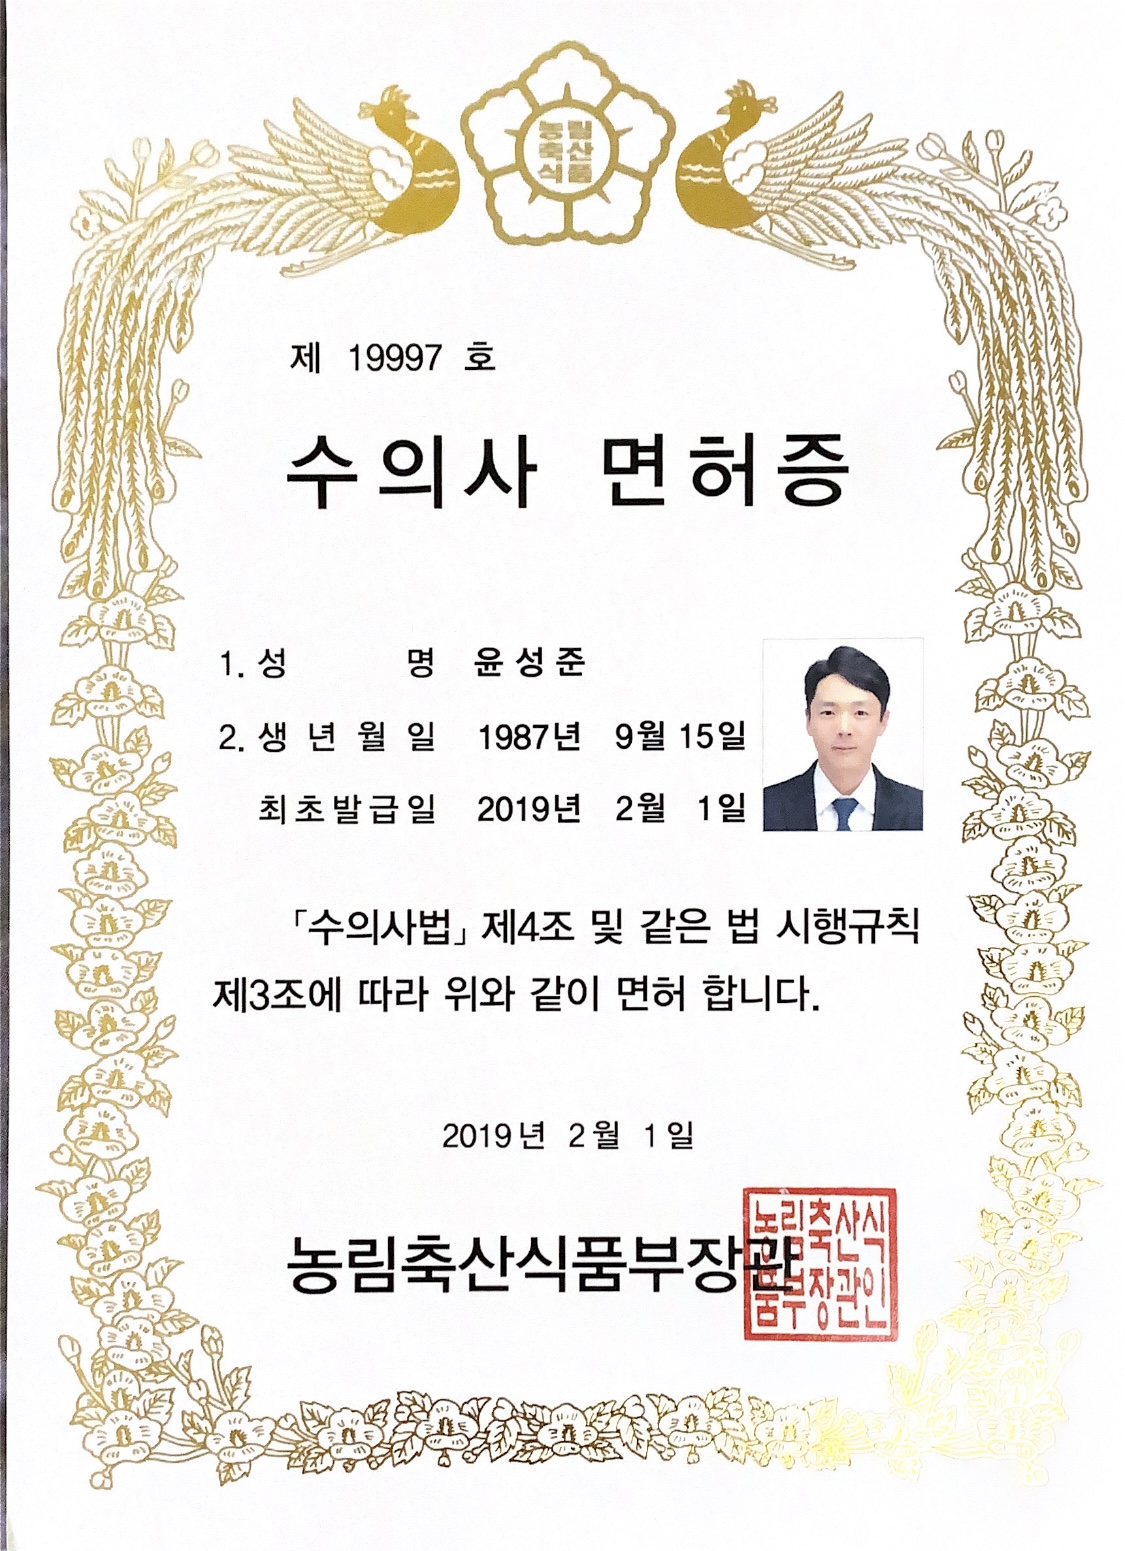 농림
축산
식품
제 19997 호
수의사 면허증
1. 성 명 윤성준
2. 생년월일 1987년 9월 15일
최초발급일 2019년 2월 1일
「수의사법」 제4조 및 같은 법 시행규칙
제3조에 따라 위와 같이 면허 합니다.
2019년 2월 1일
농림축산식품부장관
농림축산식
품부장관인